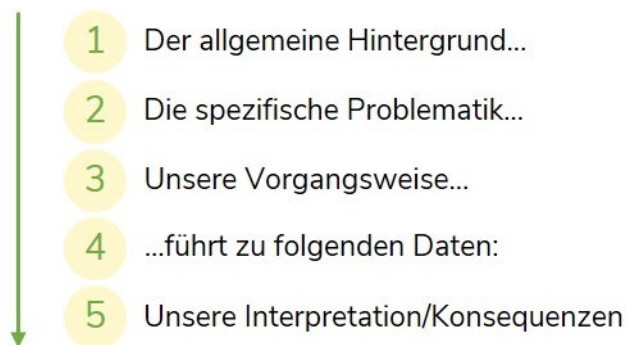 1 Der allgemeine Hintergrund...
2 Die spezifische Problematik...
3 Unsere Vorgangsweise...
4 ...führt zu folgenden Daten:
5 Unsere Interpretation/Konsequenzen